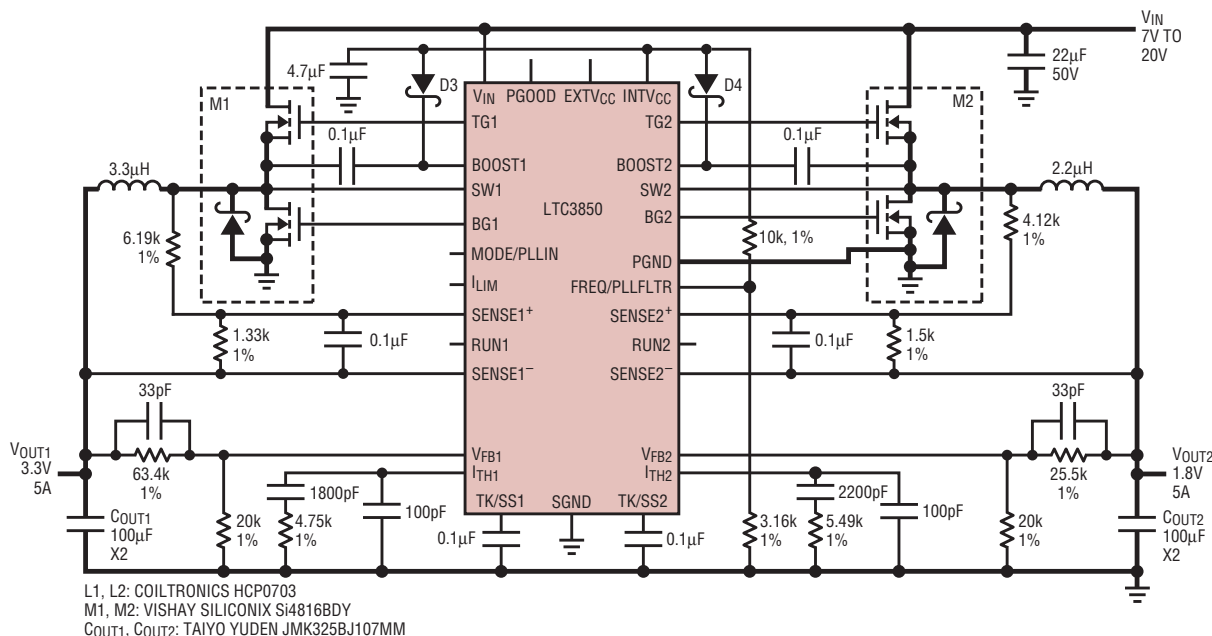 VIN
7V TO
20V
22µF
50V
4.7µF
D3
D4
M1
M2
VIN
PGOOD
EXTVCC
INTVCC
TG1
TG2
0.1µF
0.1µF
BOOST1
BOOST2
3.3µH
2.2µH
SW1
SW2
LTC3850
BG1
BG2
6.19k
1%
4.12k
1%
10k, 1%
MODE/PLLIN
PGND
ILIM
FREQ/PLLFLTR
SENSE1+
SENSE2+
1.33k
1%
0.1µF
0.1µF
1.5k
1%
RUN1
RUN2
SENSE1–
SENSE2–
33pF
33pF
VOUT1
3.3V
5A
63.4k
1%
VFB1
VFB2
25.5k
1%
VOUT2
1.8V
5A
ITH1
ITH2
1800pF
2200pF
TK/SS1
SGND
TK/SS2
COUT1
100µF
X2
20k
1%
4.75k
1%
100pF
0.1µF
0.1µF
3.16k
1%
5.49k
1%
100pF
20k
1%
COUT2
100µF
X2
L1, L2: COILTRONICS HCP0703
M1, M2: VISHAY SILICONIX Si4816BDY
COUT1, COUT2: TAIYO YUDEN JMK325BJ107MM